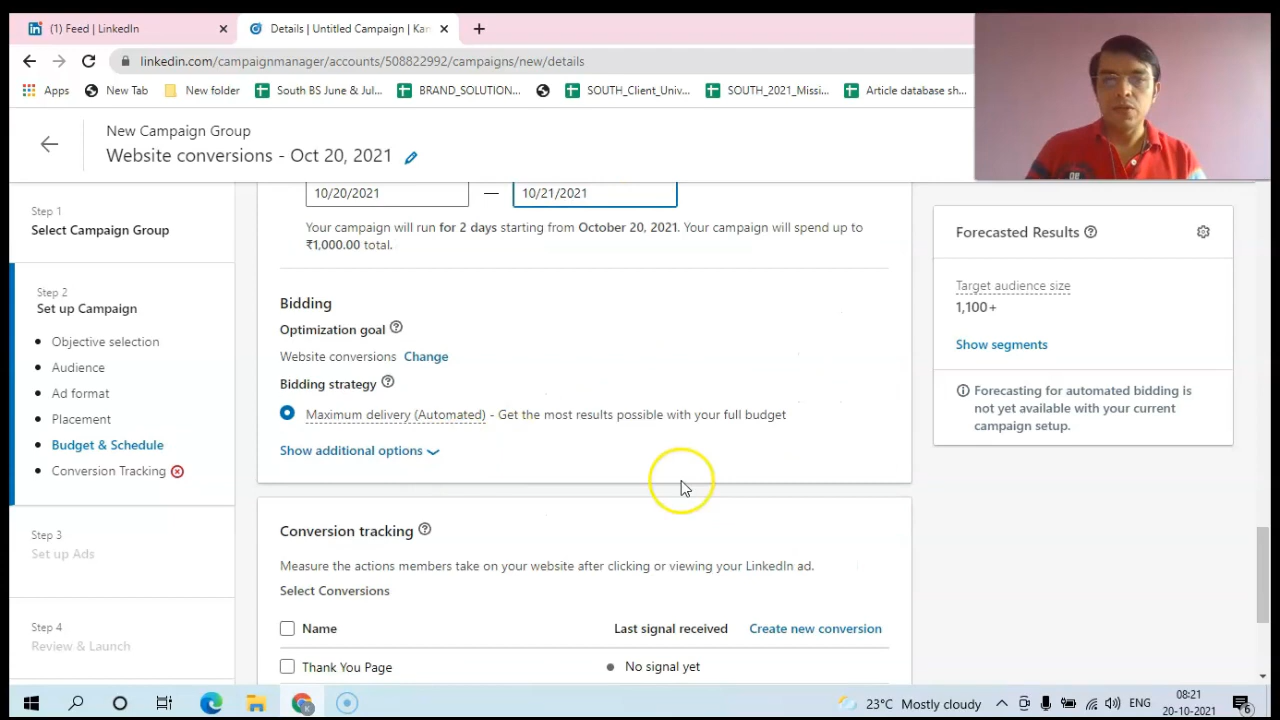 (1) Feed | LinkedIn
Details | Untitled Campaign | Kar
linkedin.com/campaignmanager/accounts/508822992/campaigns/new/details
Apps
New Tab
New folder
South BS June & Jul...
BRAND_SOLUTION...
SOUTH_Client_Univ...
SOUTH_2021_Missi...
Article database sh...
New Campaign Group
Website conversions - Oct 20, 2021
Step 1
Select Campaign Group
Step 2
Set up Campaign
Objective selection
Audience
Ad format
Placement
Budget & Schedule
Conversion Tracking
Step 3
Set up Ads
Step 4
Review & Launch
10/20/2021 — 10/21/2021
Your campaign will run for 2 days starting from October 20, 2021. Your campaign will spend up to
₹1,000.00 total.
Bidding
Optimization goal
Website conversions Change
Bidding strategy
Maximum delivery (Automated) - Get the most results possible with your full budget
Show additional options
Conversion tracking
Measure the actions members take on your website after clicking or viewing your LinkedIn ad.
Select Conversions
Name Last signal received Create new conversion
Thank You Page No signal yet
Forecasted Results
Target audience size
1,100+
Show segments
Forecasting for automated bidding is
not yet available with your current
campaign setup.
23°C Mostly cloudy
ENG
08:21
20-10-2021
6